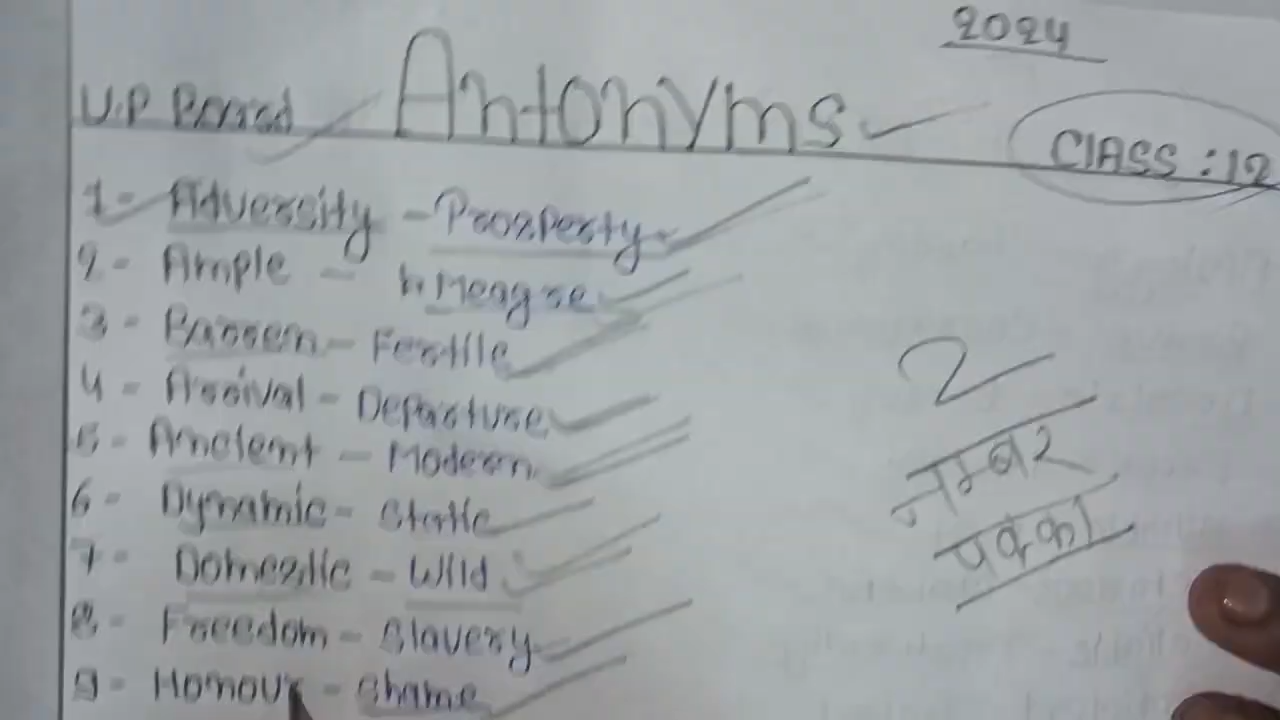 2024
U.P Board Antonyms
CLASS : 12
1- Adversity - Prosperty
2- Ample - Meagre
3- Barren - Fertile
4- Arrival - Departure
5- Ancient - Modern
6- Dynamic - Static
7- Domestic - Wild
8- Freedom - Slavery
9- Honour - Shame
2
नम्बर
पक्का